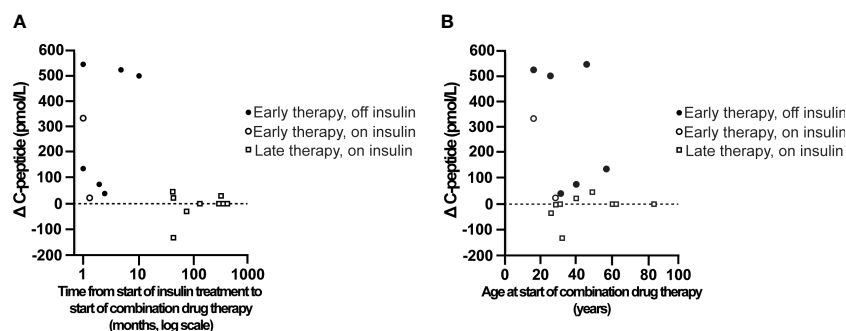 A
600
500
400
300
200
100
0
-100
-200
Δ C-peptide (pmol/L)
1
10
100
1000
Time from start of insulin treatment to
start of combination drug therapy
(months, log scale)
Early therapy, off insulin
Early therapy, on insulin
Late therapy, on insulin
B
600
500
400
300
200
100
0
-100
-200
Δ C-peptide (pmol/L)
0
20
40
60
80
100
Age at start of combination drug therapy
(years)
Early therapy, off insulin
Early therapy, on insulin
Late therapy, on insulin